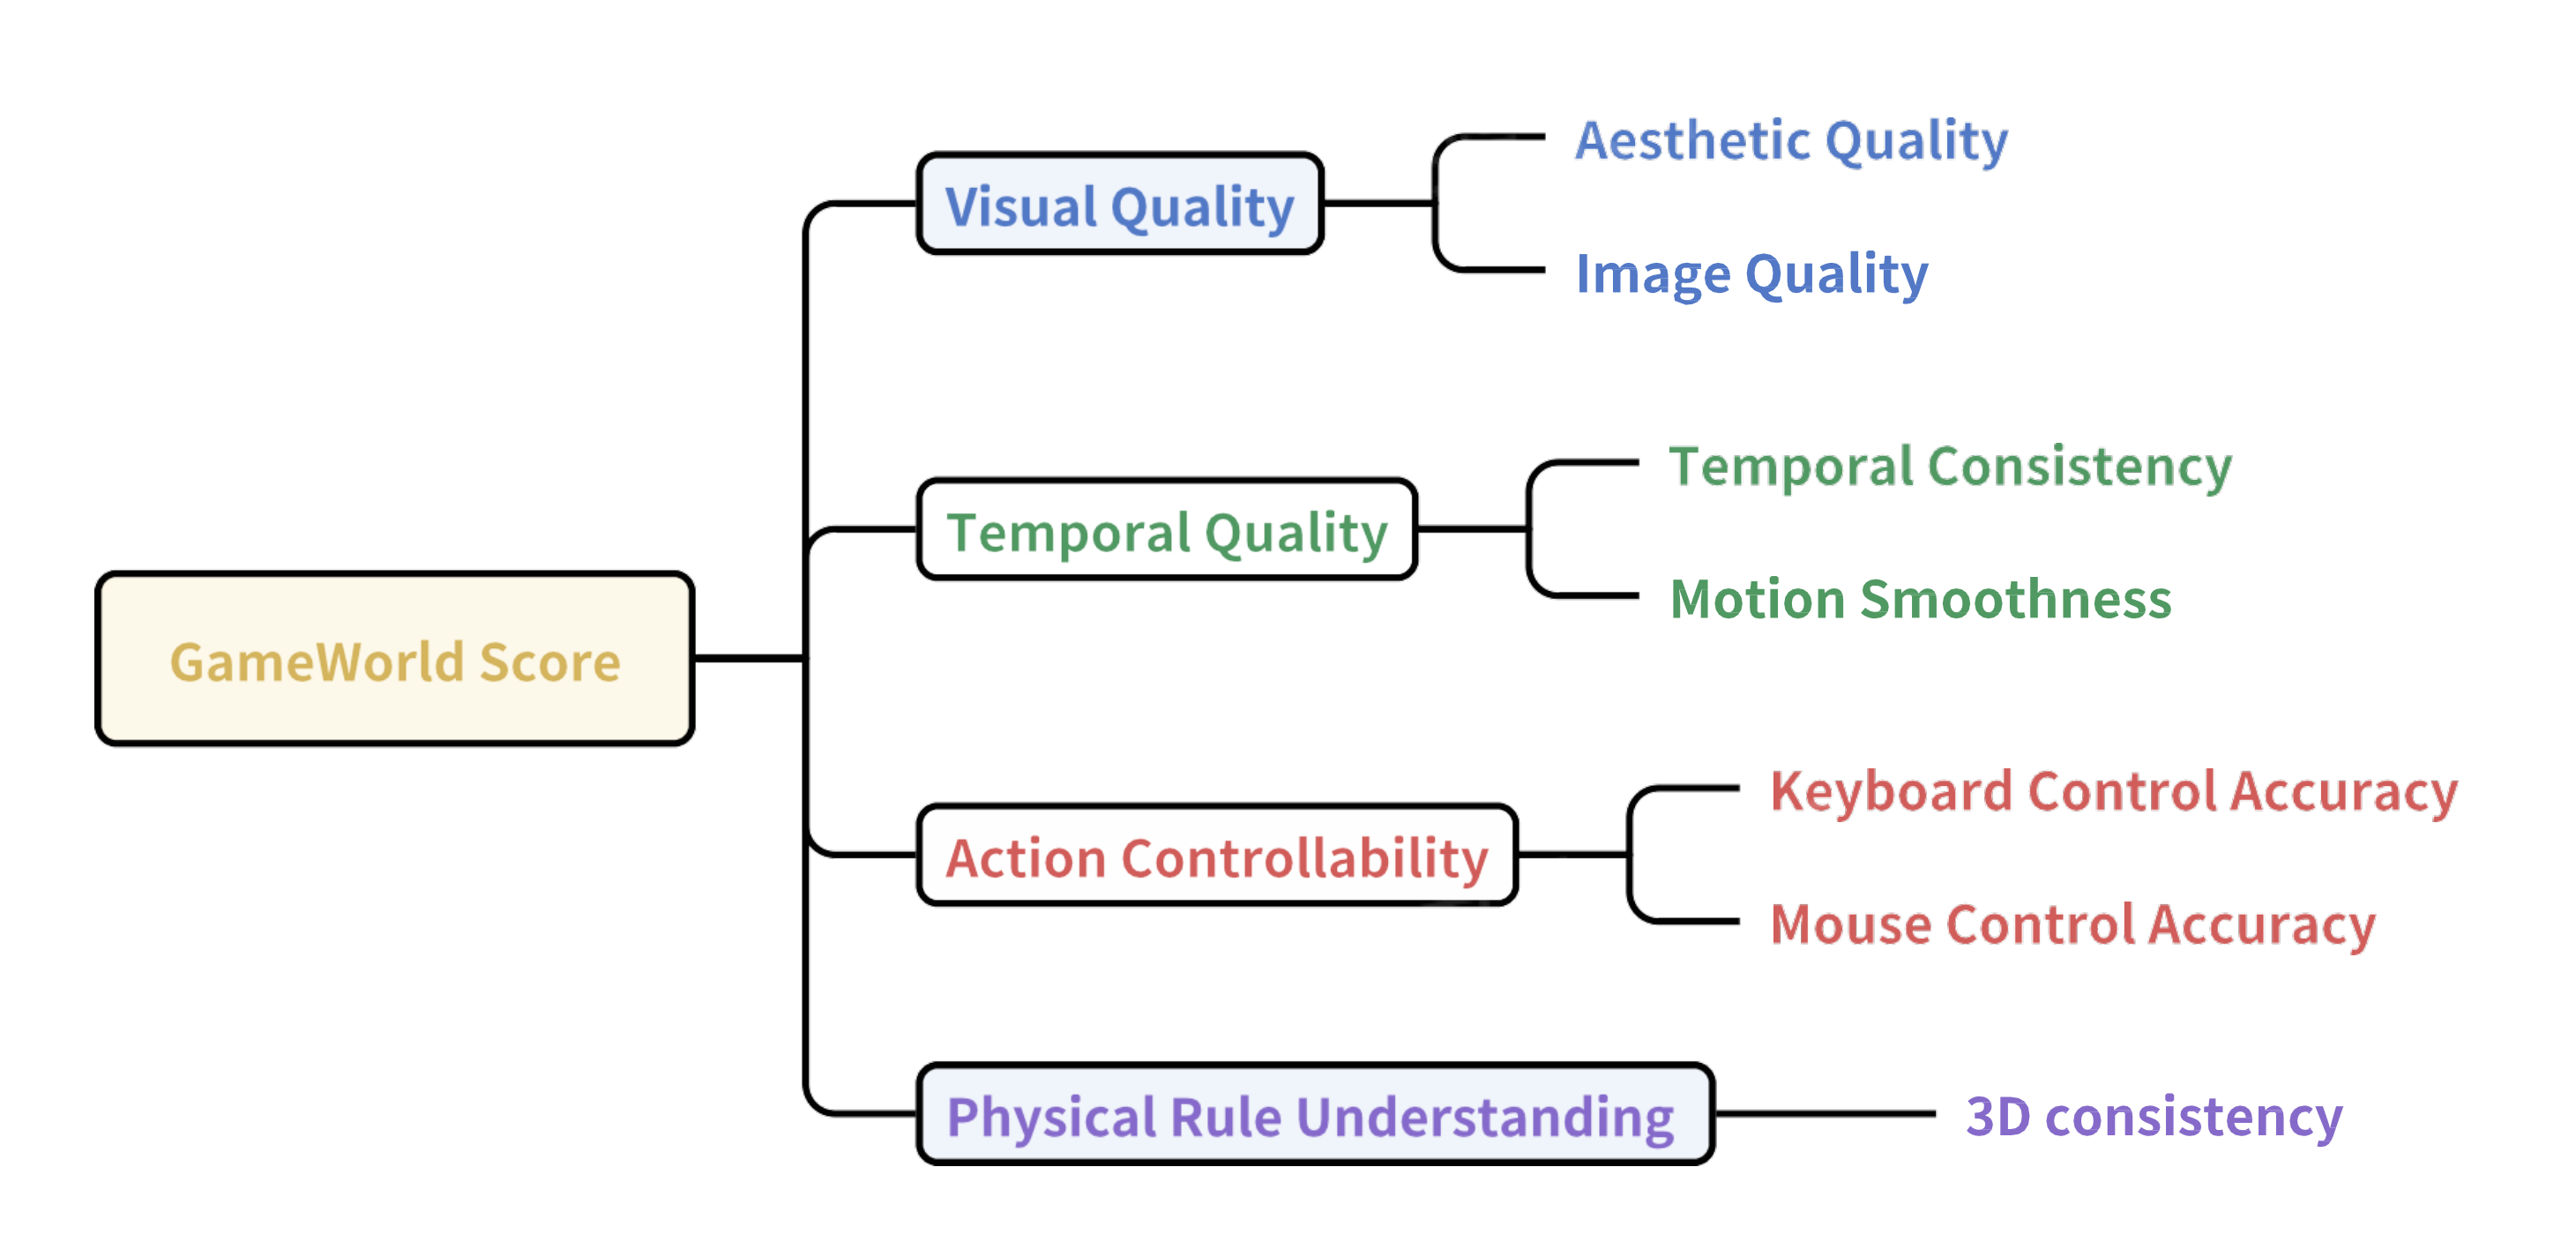 GameWorld Score
Visual Quality
Aesthetic Quality
Image Quality
Temporal Quality
Temporal Consistency
Motion Smoothness
Action Controllability
Keyboard Control Accuracy
Mouse Control Accuracy
Physical Rule Understanding
3D consistency